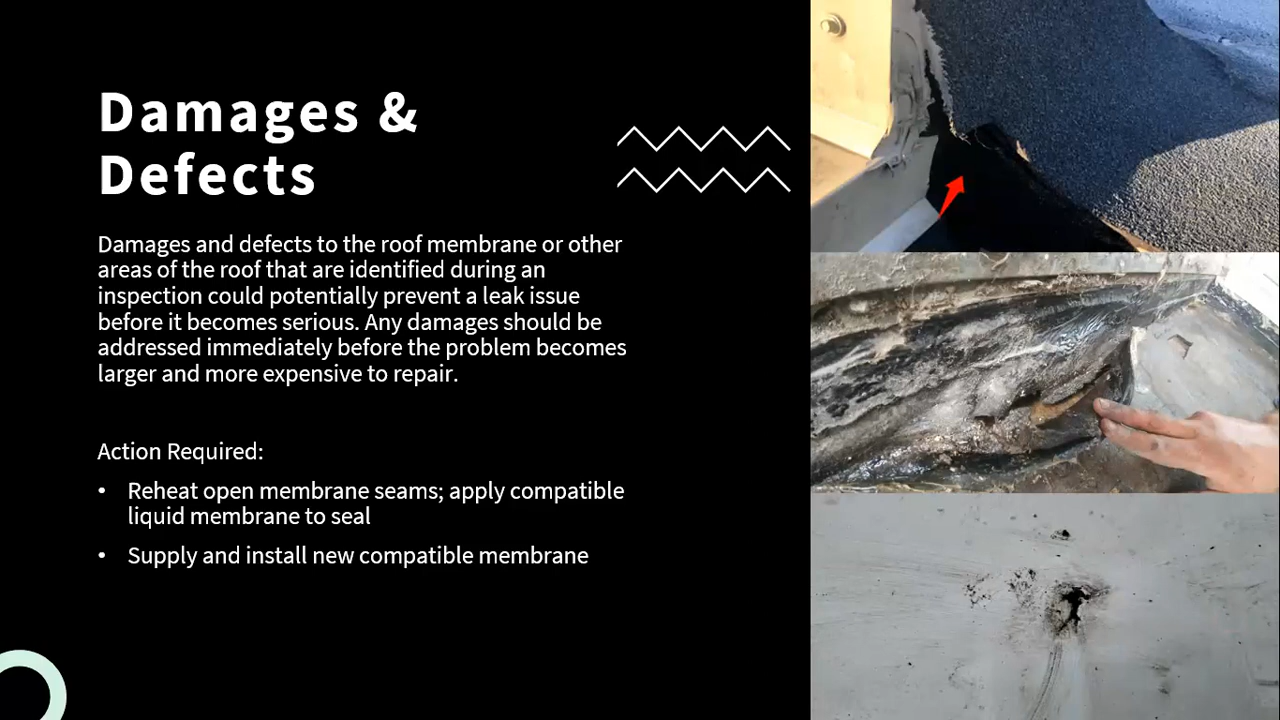 Damages &
Defects
Damages and defects to the roof membrane or other
areas of the roof that are identified during an
inspection could potentially prevent a leak issue
before it becomes serious. Any damages should be
addressed immediately before the problem becomes
larger and more expensive to repair.
Action Required:
• Reheat open membrane seams; apply compatible
liquid membrane to seal
• Supply and install new compatible membrane